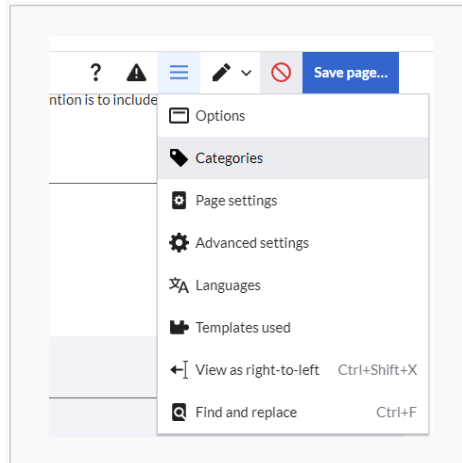 ? Save page...
ntion is to include
Options
Categories
Page settings
Advanced settings
Languages
Templates used
View as right-to-left Ctrl+Shift+X
Find and replace Ctrl+F